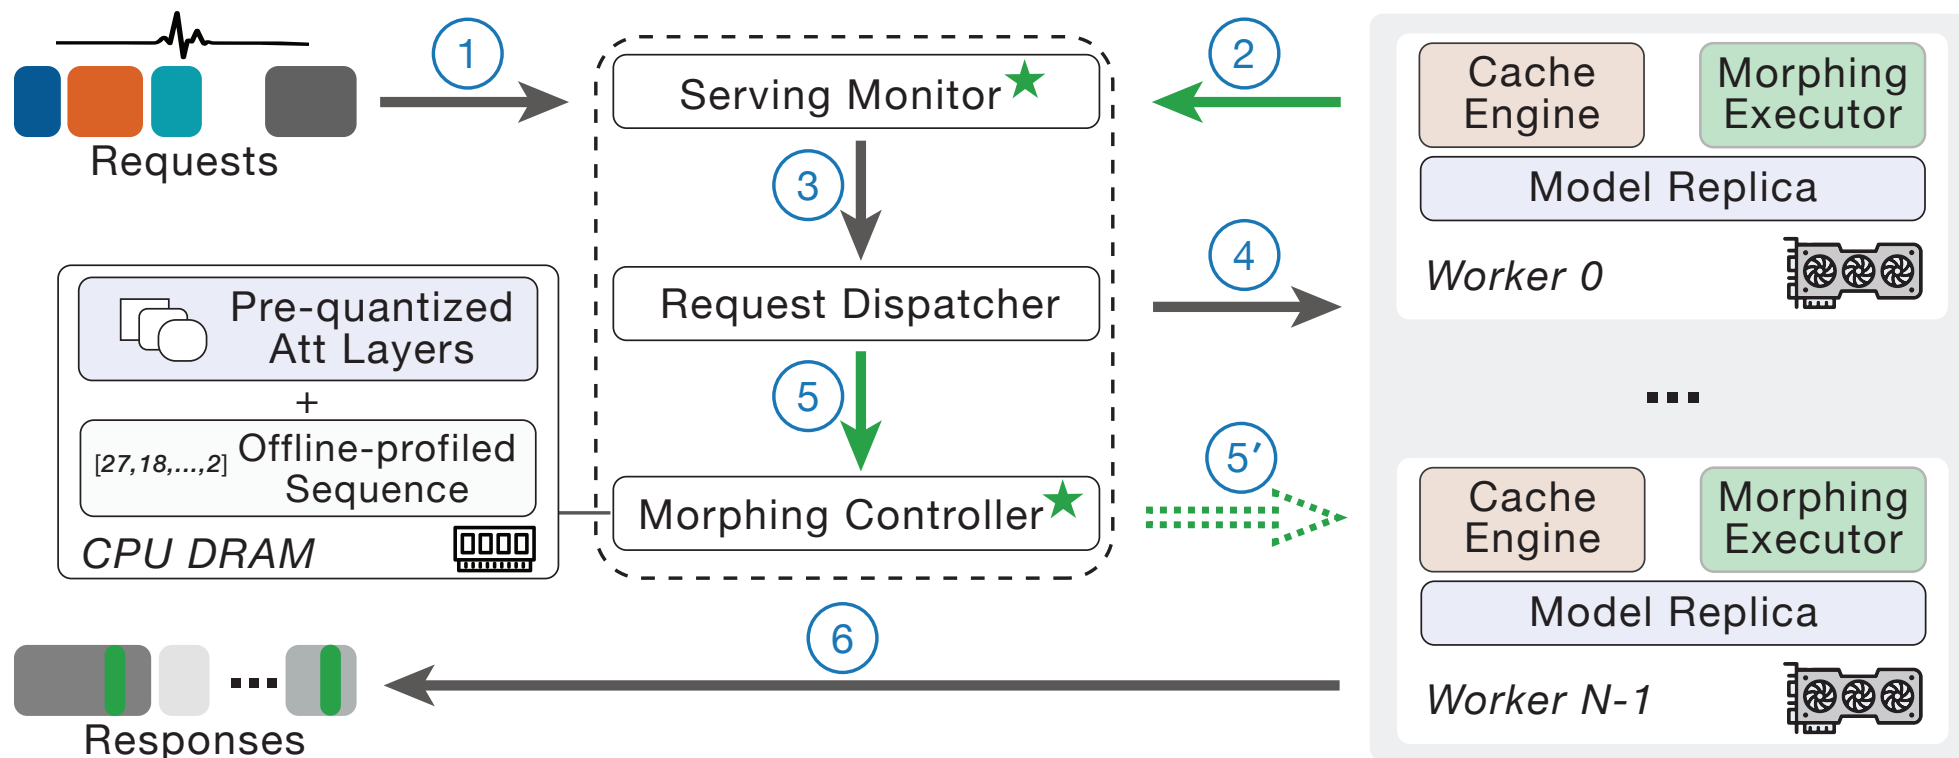 Requests
1
Serving Monitor
2
3
Request Dispatcher
4
5
Morphing Controller
5′
6
Pre-quantized
Att Layers
+
[27,18,...,2]
Offline-profiled
Sequence
CPU DRAM
Responses
Cache
Engine
Morphing
Executor
Model Replica
Worker 0
...
Cache
Engine
Morphing
Executor
Model Replica
Worker N-1